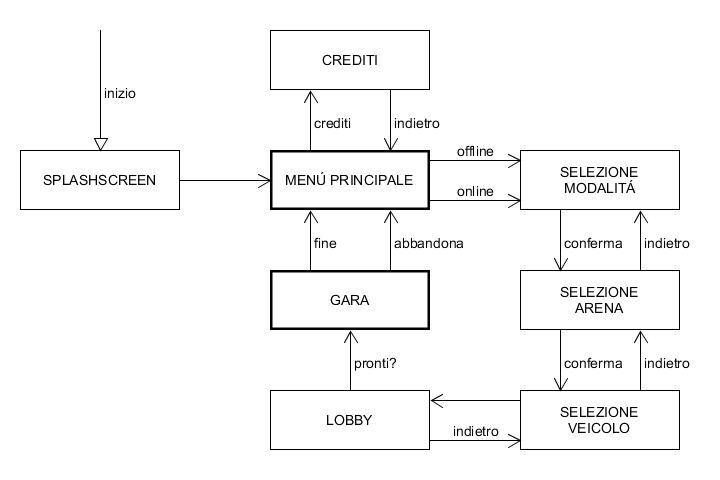 CREDITI
inizio
crediti
indietro
offline
SPLASHSCREEN
MENÚ PRINCIPALE
SELEZIONE
MODALITÁ
online
fine
abbandona
conferma
indietro
GARA
SELEZIONE
ARENA
pronti?
conferma
indietro
LOBBY
SELEZIONE
VEICOLO
indietro